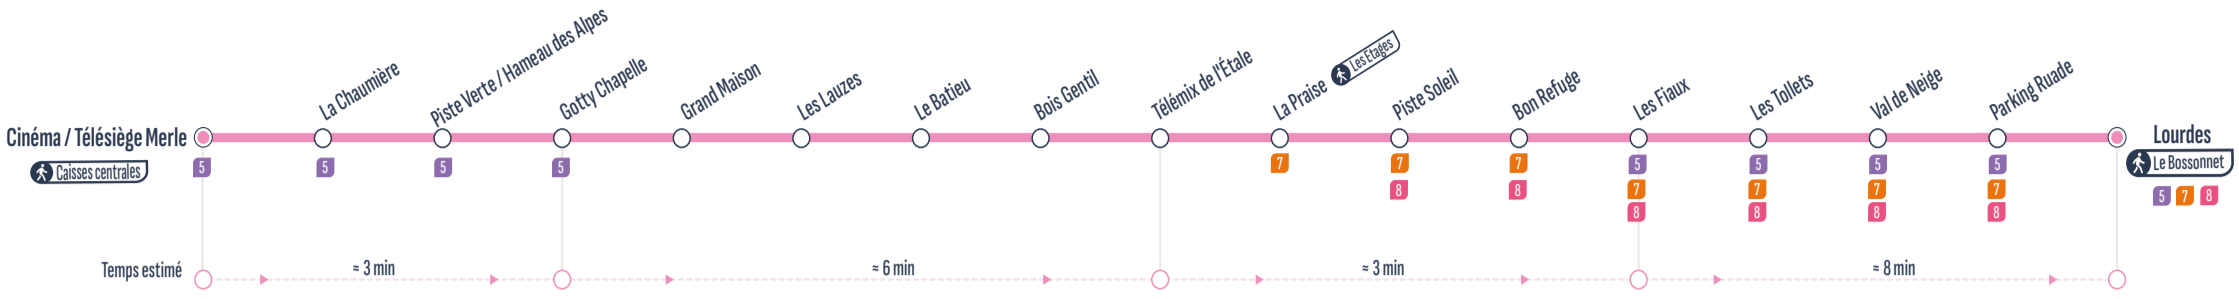 Cinéma / Télésiège Merle
Caisses centrales
La Chaumière
Piste Verte / Hameau des Alpes
Gotty Chapelle
Grand Maison
Les Lauzes
Le Batieu
Bois Gentil
Télémix de l'Étale
La Praise
Les Etages
Piste Soleil
Bon Refuge
Les Fiaux
Les Tollets
Val de Neige
Parking Ruade
Lourdes
Le Bossonnet
5 7 8
5 5 5 5 7 7 7 5 5 5 5
8 8 7 7 7 7
8 8 8 8
Temps estimé
≈ 3 min
≈ 6 min
≈ 3 min
≈ 8 min